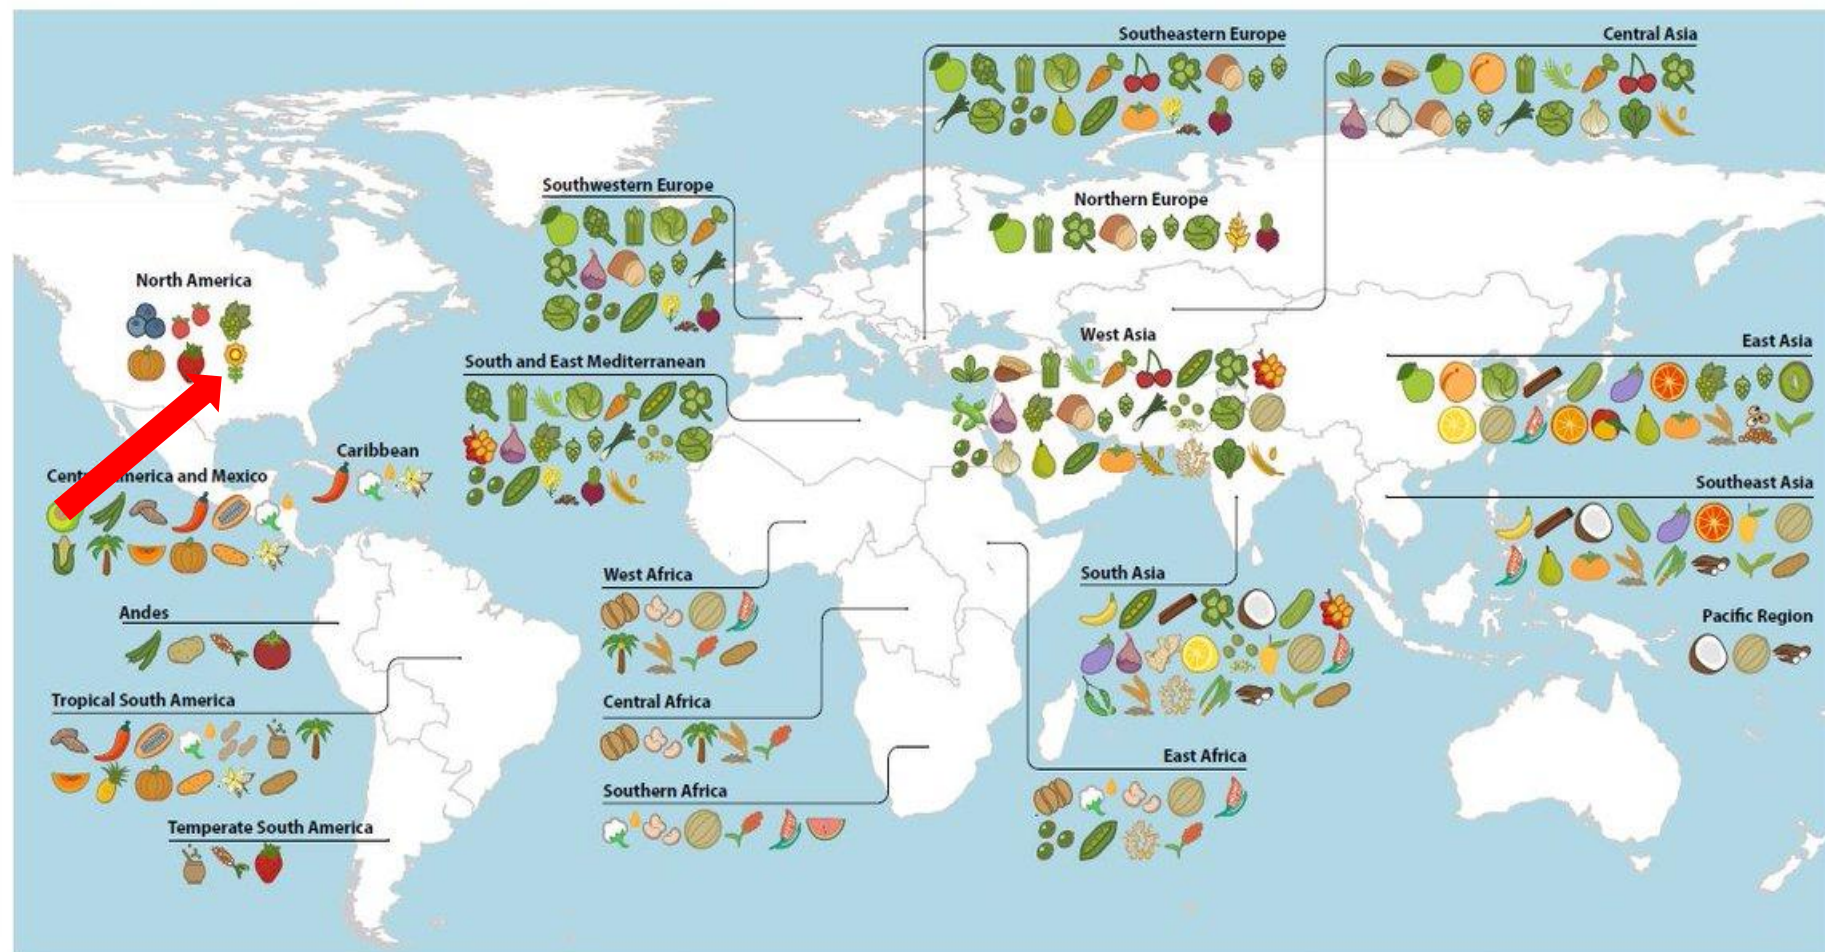 Southeastern Europe
Central Asia
Southwestern Europe
Northern Europe
North America
West Asia
East Asia
South and East Mediterranean
Caribbean
Central America and Mexico
Southeast Asia
West Africa
South Asia
Andes
Pacific Region
Tropical South America
Central Africa
East Africa
Southern Africa
Temperate South America